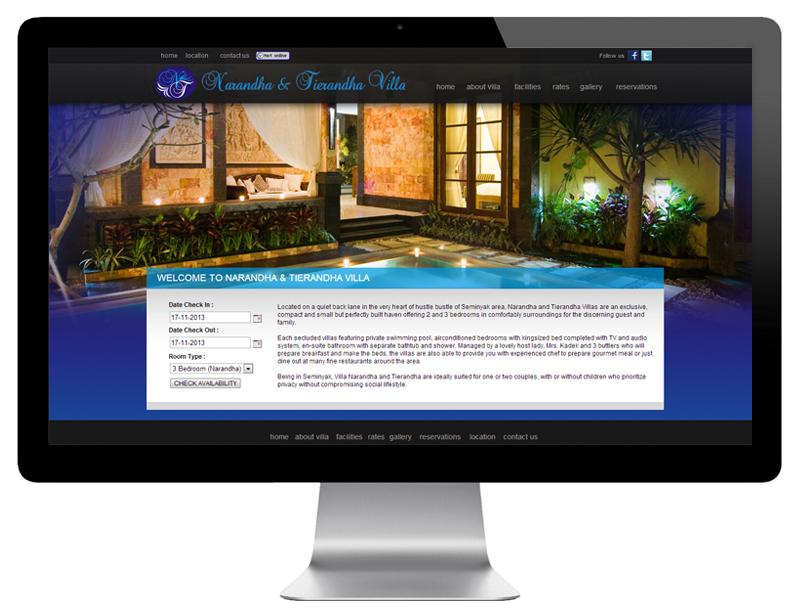 home location contact us Not online
Follow us f t
NT Narandha & Tierandha Villa
home about villa facilities rates gallery reservations
WELCOME TO NARANDHA & TIERANDHA VILLA
Date Check In :
17-11-2013
Date Check Out :
17-11-2013
Room Type :
3 Bedroom (Narandha)
CHECK AVAILABILITY
Located on a quiet back lane in the very heart of hustle bustle of Seminyak area, Narandha and Tierandha Villas are an exclusive,
compact and small but perfectly built haven offering 2 and 3 bedrooms in comfortably surroundings for the discerning guest and
family.
Each secluded villas featuring private swimming pool, airconditioned bedrooms with kingsized bed completed with TV and audio
system, en-suite bathroom with separate bathtub and shower. Managed by a lovely host lady, Mrs. Kadek and 3 buttlers who will
prepare breakfast and make the beds, the villas are also able to provide you with experienced chef to prepare gourmet meal or just
dine out at many fine restaurants around the area.
Being in Seminyak, Villa Narandha and Tierandha are ideally suited for one or two couples, with or without children who prioritize
privacy without compromising social lifestyle.
home about villa facilities rates gallery reservations location contact us